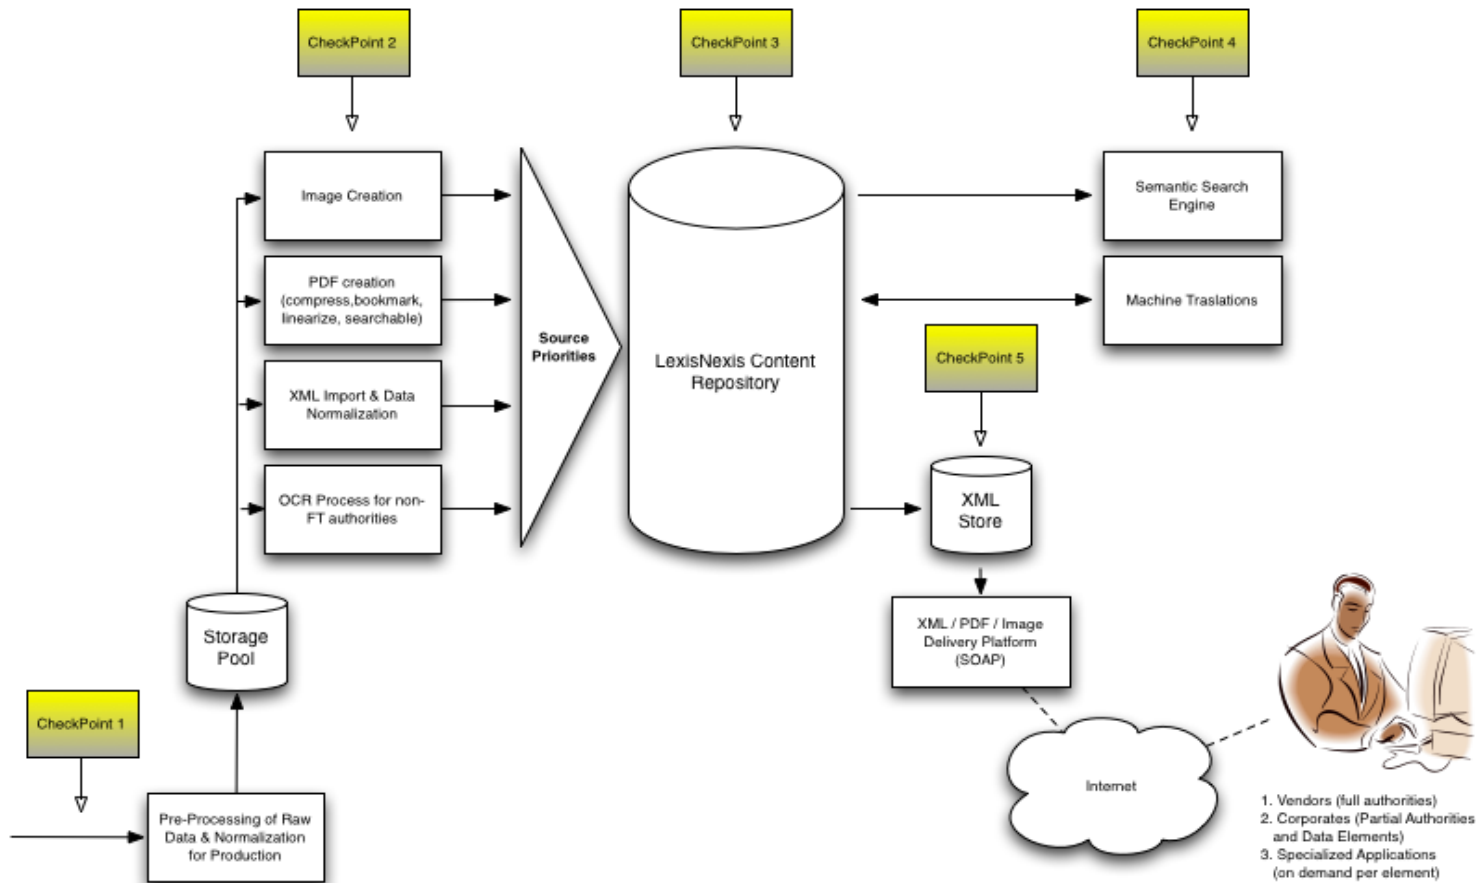 CheckPoint 2
CheckPoint 3
CheckPoint 4
Image Creation
Semantic Search
Engine
PDF creation
(compress,bookmark,
linearize, searchable)
Machine Traslations
Source
Priorities
LexisNexis Content
Repository
CheckPoint 5
XML Import & Data
Normalization
OCR Process for non-
FT authorities
XML
Store
Storage
Pool
XML / PDF / Image
Delivery Platform
(SOAP)
CheckPoint 1
Internet
Pre-Processing of Raw
Data & Normalization
for Production
1. Vendors (full authorities)
2. Corporates (Partial Authorities
and Data Elements)
3. Specialized Applications
(on demand per element)